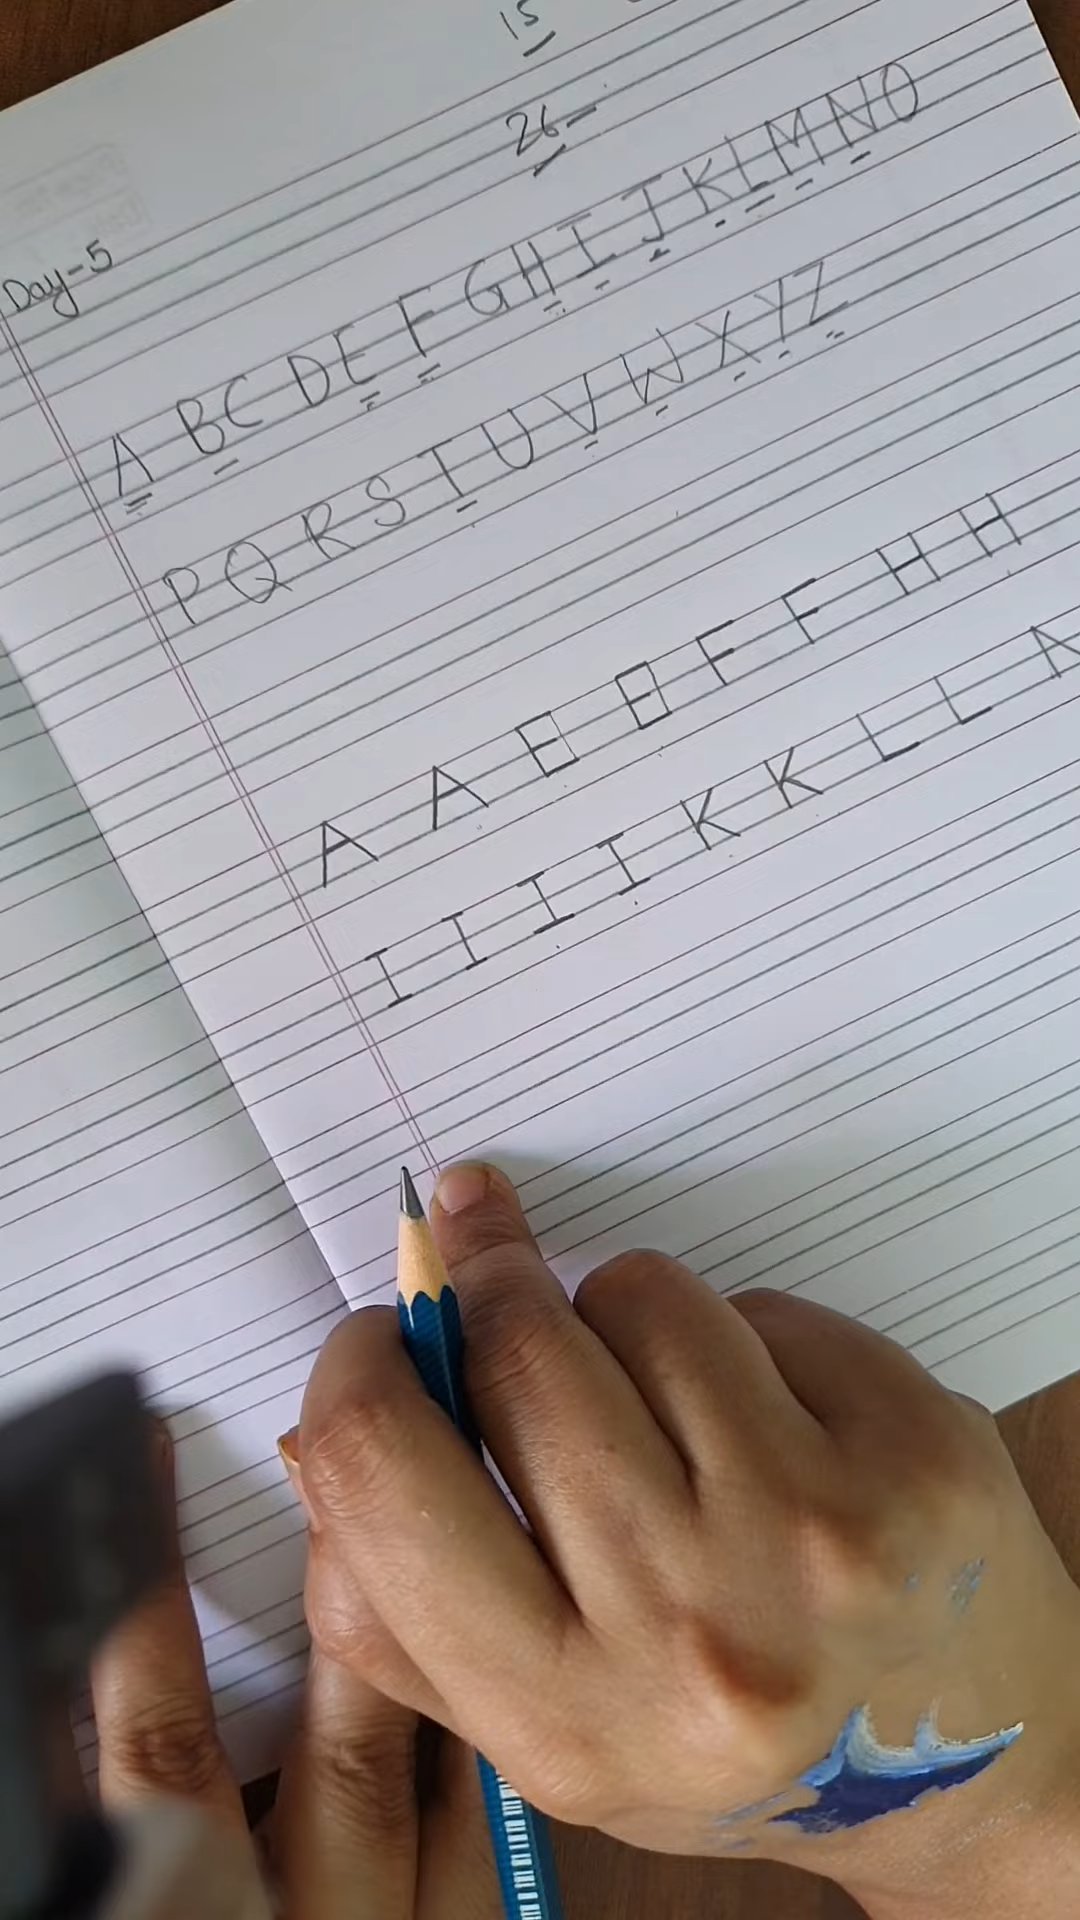 15
26-
Day-5
A B C D E F G H I J K L M N O
P Q R S T U V W X Y Z
A A E E F F H H
I I I I K K L L